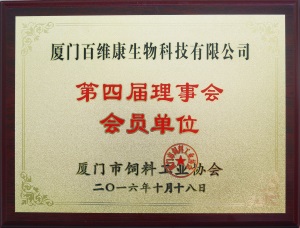 厦门百维康生物科技有限公司
第四届理事会
会员单位
厦门市饲料工业协会
二〇一六年十月十八日